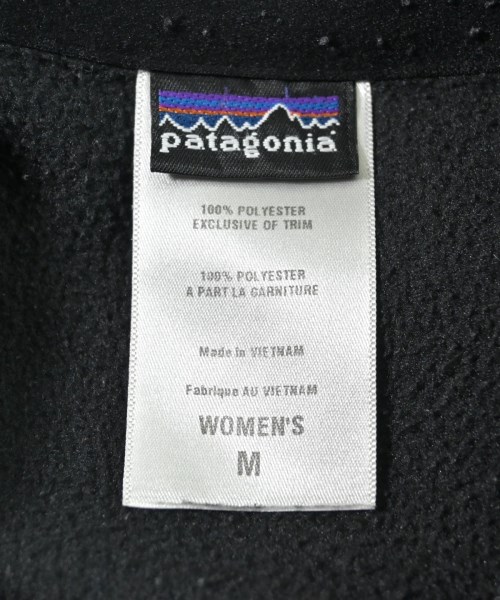 patagonia
100% POLYESTER
EXCLUSIVE OF TRIM
100% POLYESTER
A PART LA GARNITURE
Made in VIETNAM
Fabrique AU VIETNAM
WOMEN'S
M